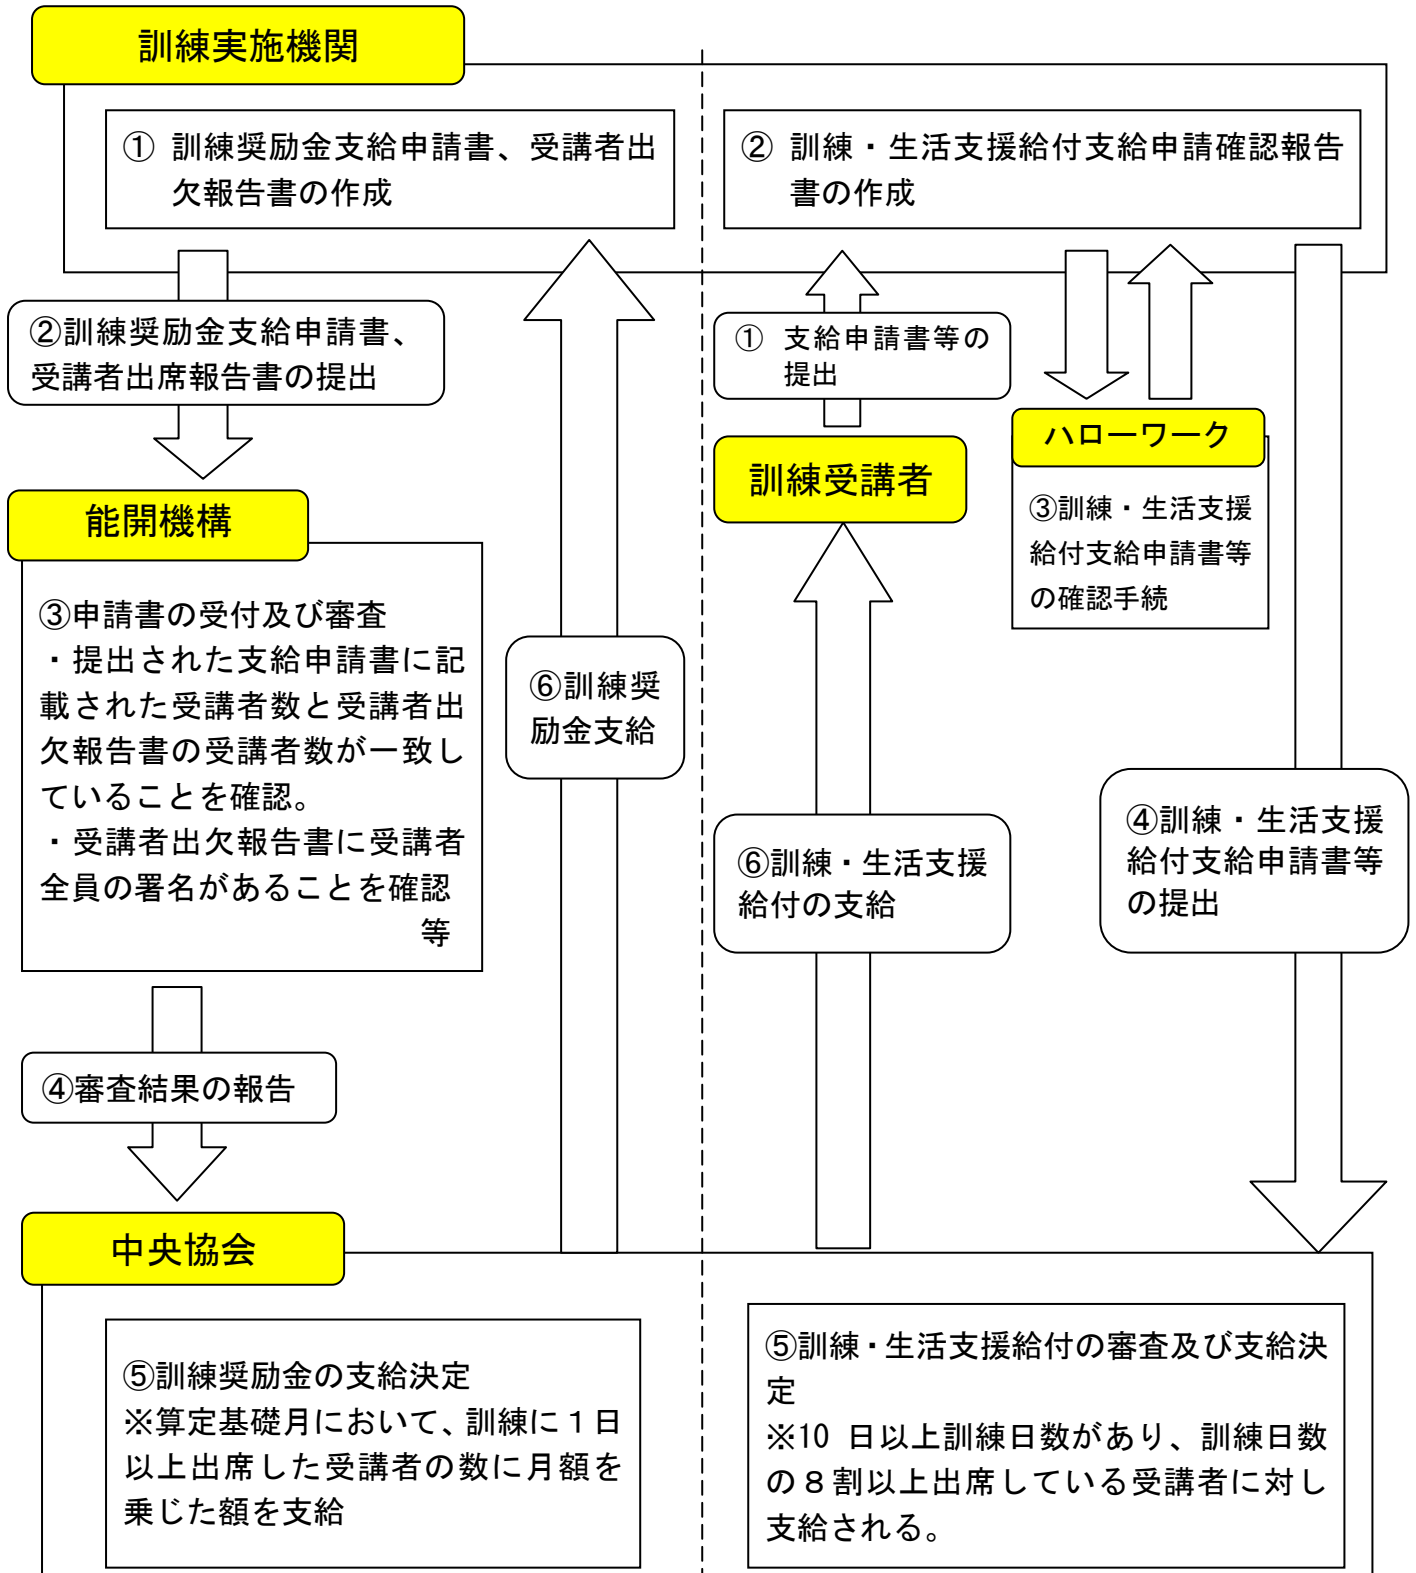 訓練実施機関
① 訓練奨励金支給申請書、受講者出
欠報告書の作成
② 訓練・生活支援給付支給申請確認報告
書の作成
②訓練奨励金支給申請書、
受講者出席報告書の提出
① 支給申請書等の
提出
ハローワーク
③訓練・生活支援
給付支給申請書等
の確認手続
訓練受講者
能開機構
③申請書の受付及び審査
・提出された支給申請書に記
載された受講者数と受講者出
欠報告書の受講者数が一致し
ていることを確認。
・受講者出欠報告書に受講者
全員の署名があることを確認
等
⑥訓練奨
励金支給
⑥訓練・生活支援
給付の支給
④訓練・生活支援
給付支給申請書等
の提出
④審査結果の報告
中央協会
⑤訓練奨励金の支給決定
※算定基礎月において、訓練に１日
以上出席した受講者の数に月額を
乗じた額を支給
⑤訓練・生活支援給付の審査及び支給決
定
※10 日以上訓練日数があり、訓練日数
の８割以上出席している受講者に対し
支給される。